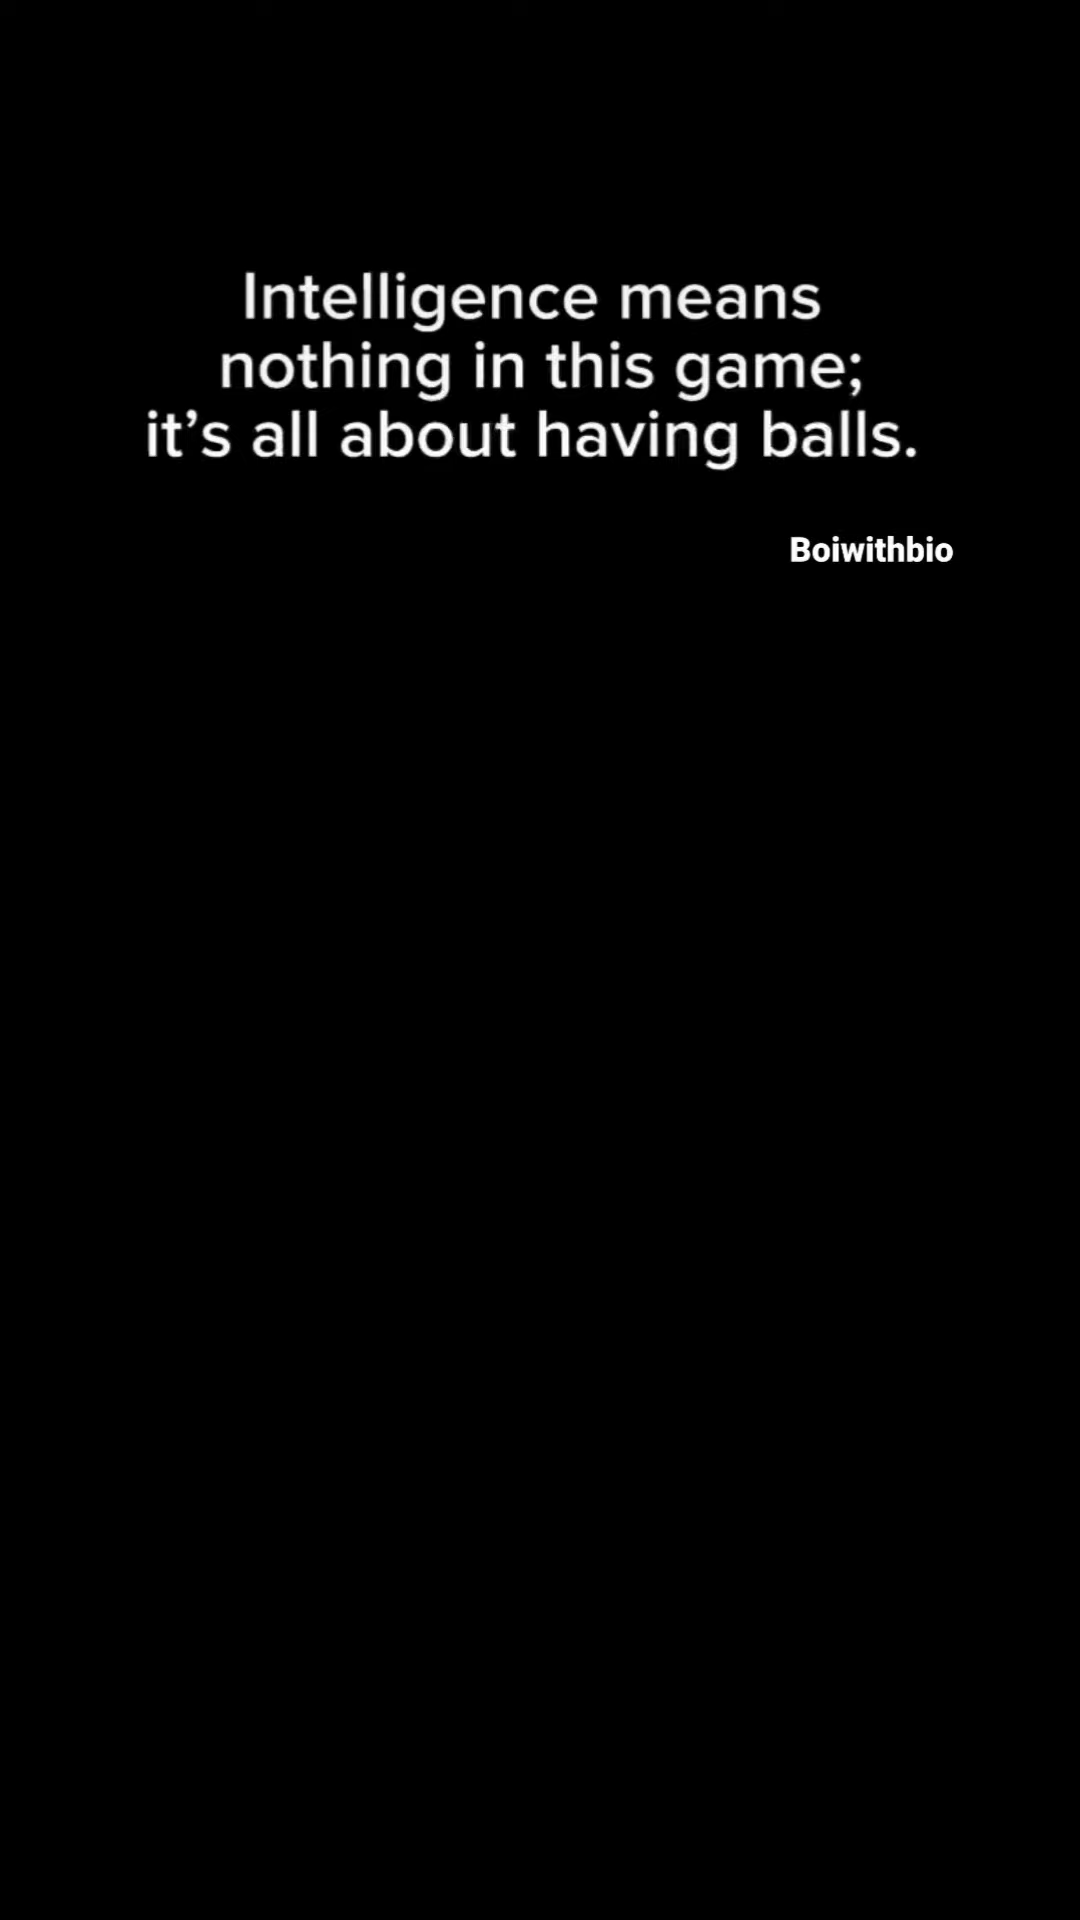 Intelligence means
nothing in this game;
it’s all about having balls.
Boiwithbio